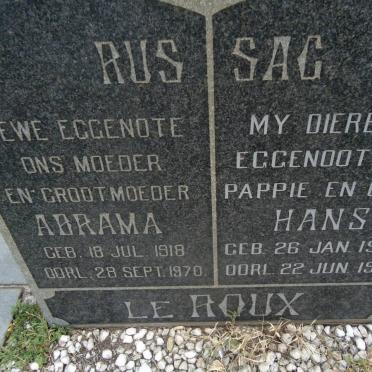 RUS SAG
EWE EGGENOTE
ONS MOEDER
EN GROOTMOEDER
ABRAMA
GEB. 18 JUL. 1918
OORL. 28 SEPT. 1970.
MY DIERB
EGGENOOT
PAPPIE EN
HANS
GEB. 26 JAN. 19
OORL. 22 JUN. 19
LE ROUX